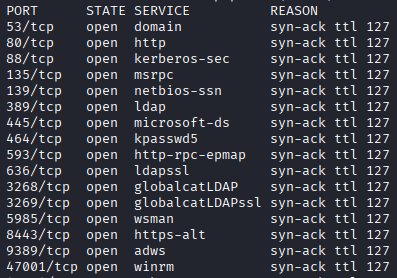 PORT STATE SERVICE REASON
53/tcp open domain syn-ack ttl 127
80/tcp open http syn-ack ttl 127
88/tcp open kerberos-sec syn-ack ttl 127
135/tcp open msrpc syn-ack ttl 127
139/tcp open netbios-ssn syn-ack ttl 127
389/tcp open ldap syn-ack ttl 127
445/tcp open microsoft-ds syn-ack ttl 127
464/tcp open kpasswd5 syn-ack ttl 127
593/tcp open http-rpc-epmap syn-ack ttl 127
636/tcp open ldapssl syn-ack ttl 127
3268/tcp open globalcatLDAP syn-ack ttl 127
3269/tcp open globalcatLDAPssl syn-ack ttl 127
5985/tcp open wsman syn-ack ttl 127
8443/tcp open https-alt syn-ack ttl 127
9389/tcp open adws syn-ack ttl 127
47001/tcp open winrm syn-ack ttl 127